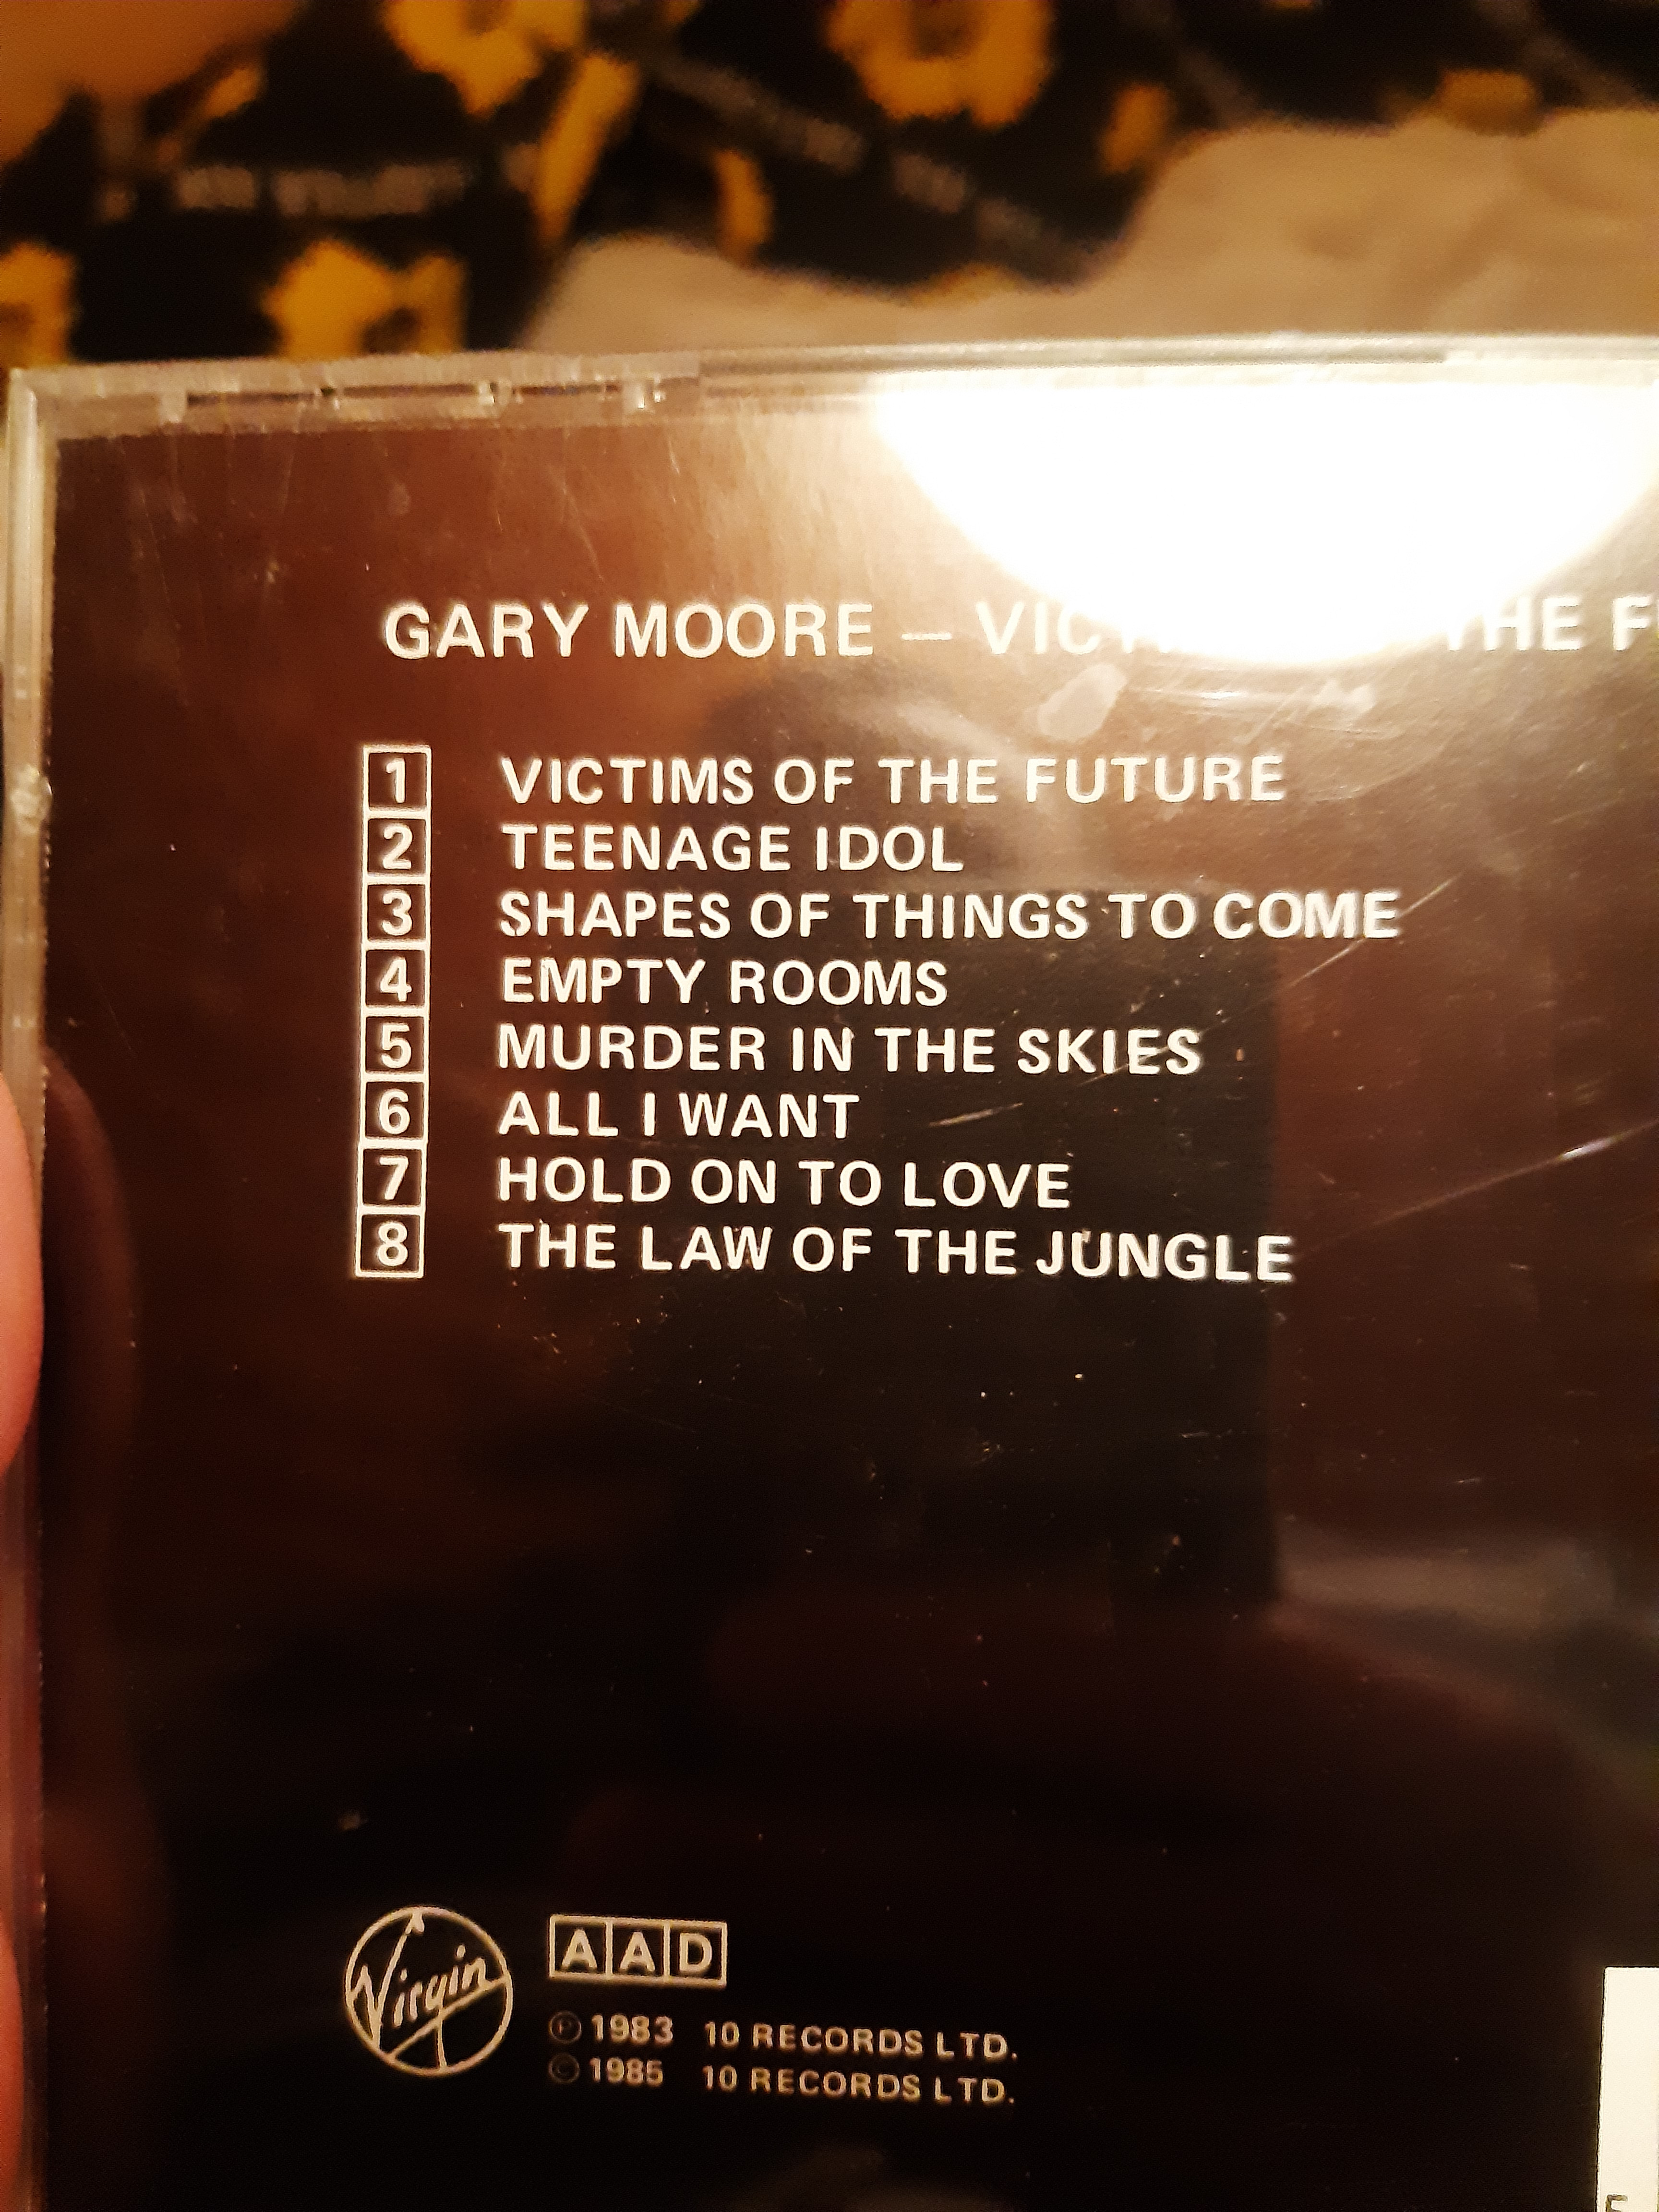 GARY MOORE — VICTI THE F
1 VICTIMS OF THE FUTURE
2 TEENAGE IDOL
3 SHAPES OF THINGS TO COME
4 EMPTY ROOMS
5 MURDER IN THE SKIES
6 ALL I WANT
7 HOLD ON TO LOVE
8 THE LAW OF THE JUNGLE
Virgin
AAD
Ⓟ 1983 10 RECORDS LTD.
© 1985 10 RECORDS LTD.